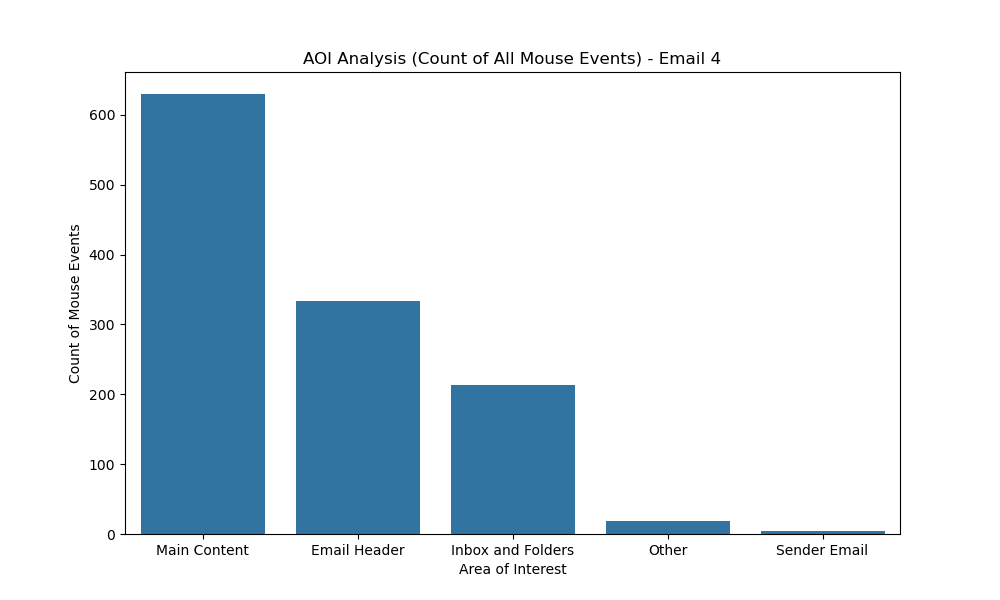 AOI Analysis (Count of All Mouse Events) - Email 4
Count of Mouse Events
600
500
400
300
200
100
0
Main Content
Email Header
Inbox and Folders
Other
Sender Email
Area of Interest